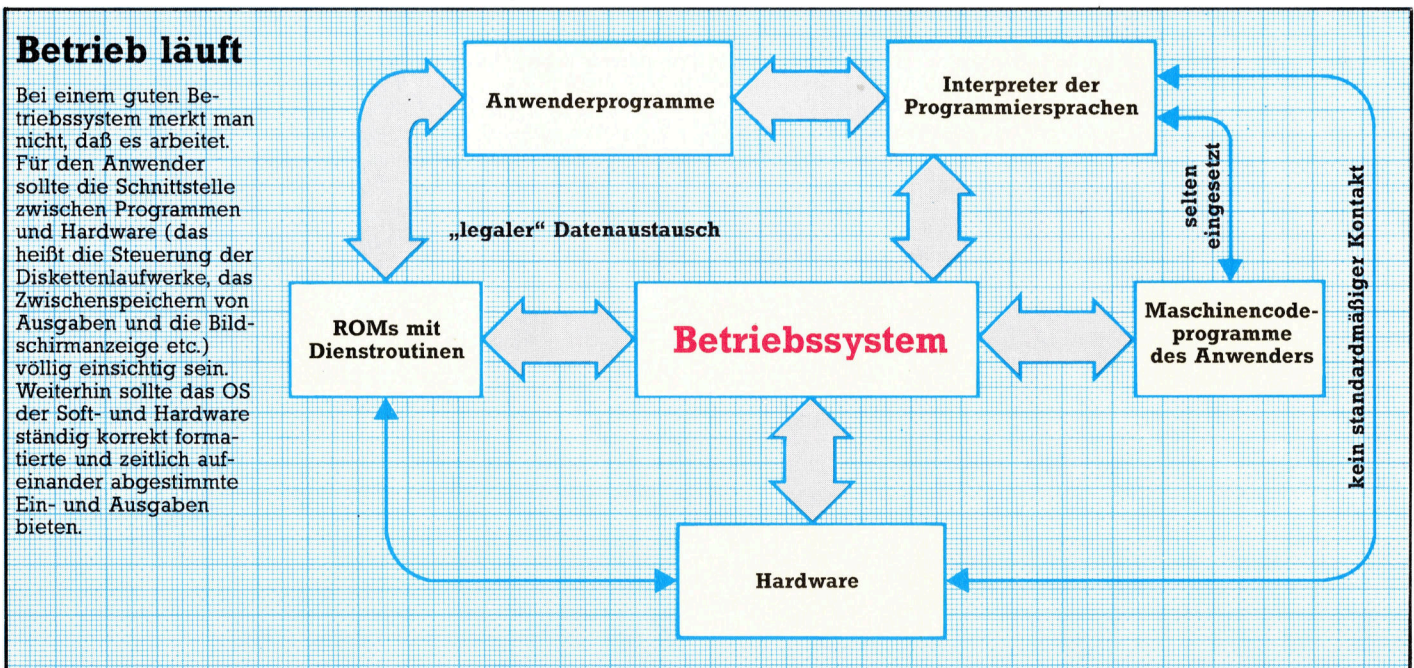 Betrieb läuft
Bei einem guten Be-
triebssystem merkt man
nicht, daß es arbeitet.
Für den Anwender
sollte die Schnittstelle
zwischen Programmen
und Hardware (das
heißt die Steuerung der
Diskettenlaufwerke, das
Zwischenspeichern von
Ausgaben und die Bild-
schirmanzeige etc.)
völlig einsichtig sein.
Weiterhin sollte das OS
der Soft- und Hardware
ständig korrekt forma-
tierte und zeitlich auf-
einander abgestimmte
Ein- und Ausgaben
bieten.
Anwenderprogramme
Interpreter der
Programmiersprachen
„legaler“ Datenaustausch
selten
eingesetzt
kein standardmäßiger Kontakt
ROMs mit
Dienstroutinen
Betriebssystem
Maschinencode-
programme
des Anwenders
Hardware